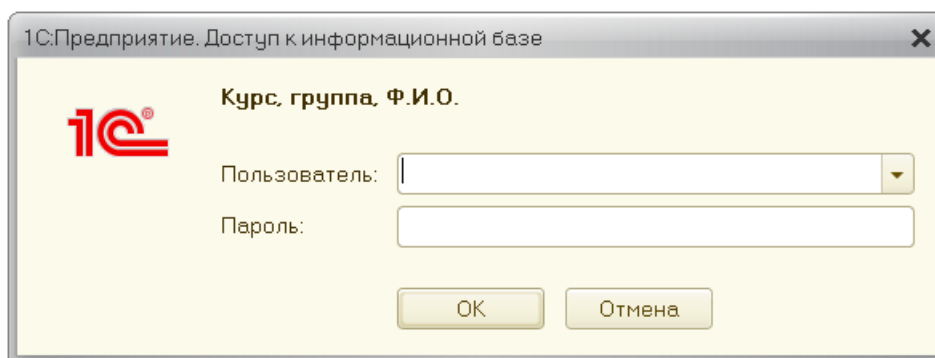 1С:Предприятие. Доступ к информационной базе
1С®
Курс, группа, Ф.И.О.
Пользователь:
Пароль:
OK
Отмена